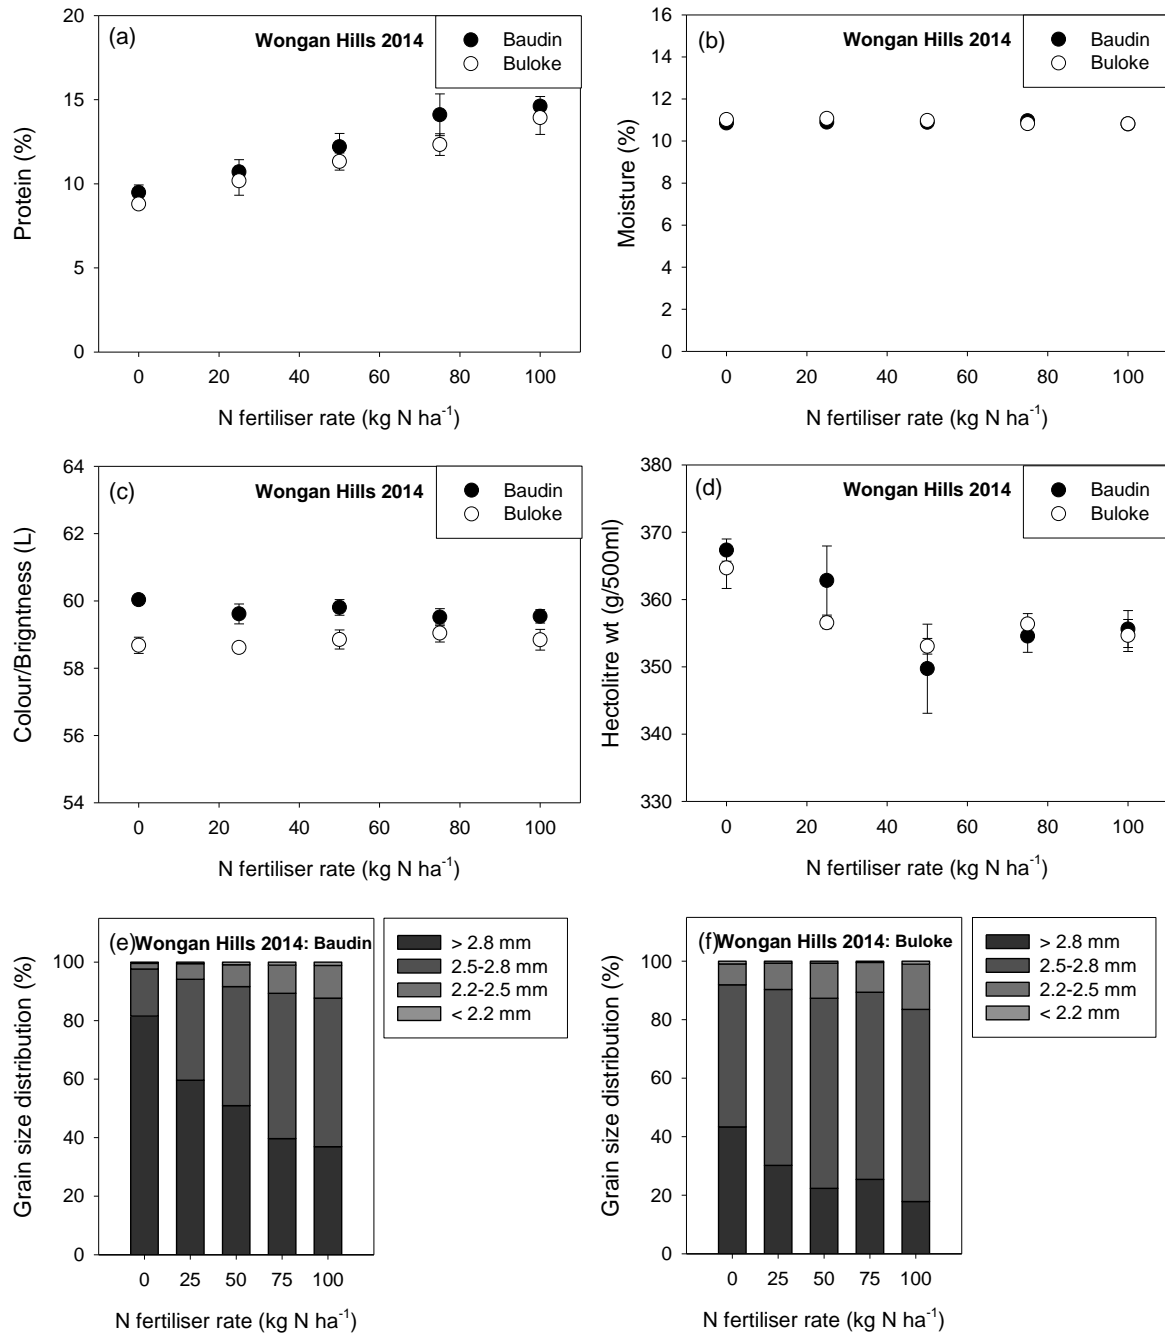 (a)
Wongan Hills 2014
Baudin
Buloke
20
15
10
5
0
Protein (%)
0 20 40 60 80 100
N fertiliser rate (kg N ha⁻¹)
(b)
Wongan Hills 2014
Baudin
Buloke
16
14
12
10
8
6
4
2
0
Moisture (%)
0 20 40 60 80 100
N fertiliser rate (kg N ha⁻¹)
(c)
Wongan Hills 2014
Baudin
Buloke
64
62
60
58
56
54
Colour/Brigntness (L)
0 20 40 60 80 100
N fertiliser rate (kg N ha⁻¹)
(d)
Wongan Hills 2014
Baudin
Buloke
380
370
360
350
340
330
Hectolitre wt (g/500ml)
0 20 40 60 80 100
N fertiliser rate (kg N ha⁻¹)
(e) Wongan Hills 2014: Baudin
> 2.8 mm
2.5-2.8 mm
2.2-2.5 mm
< 2.2 mm
100
80
60
40
20
0
Grain size distribution (%)
0 25 50 75 100
N fertiliser rate (kg N ha⁻¹)
(f) Wongan Hills 2014: Buloke
> 2.8 mm
2.5-2.8 mm
2.2-2.5 mm
< 2.2 mm
100
80
60
40
20
0
Grain size distribution (%)
0 25 50 75 100
N fertiliser rate (kg N ha⁻¹)